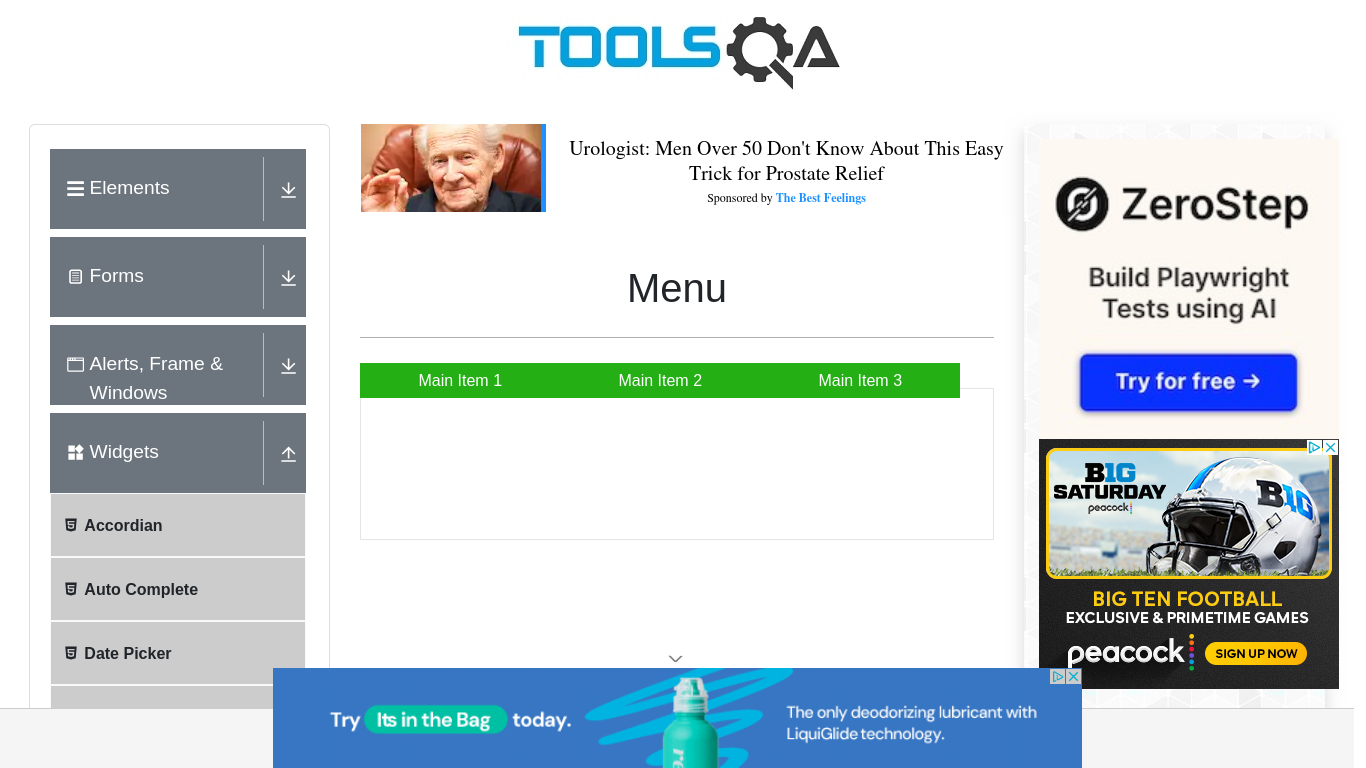 TOOLSQA
Elements
Forms
Alerts, Frame &
Windows
Widgets
Accordian
Auto Complete
Date Picker
Urologist: Men Over 50 Don't Know About This Easy
Trick for Prostate Relief
Sponsored by The Best Feelings
Menu
Main Item 1
Main Item 2
Main Item 3
ZeroStep
Build Playwright
Tests using AI
Try for free →
B1G
SATURDAY
peacock
B1G
BIG TEN FOOTBALL
EXCLUSIVE & PRIMETIME GAMES
peacock
SIGN UP NOW
Try Its in the Bag today.
The only deodorizing lubricant with
LiquiGlide technology.